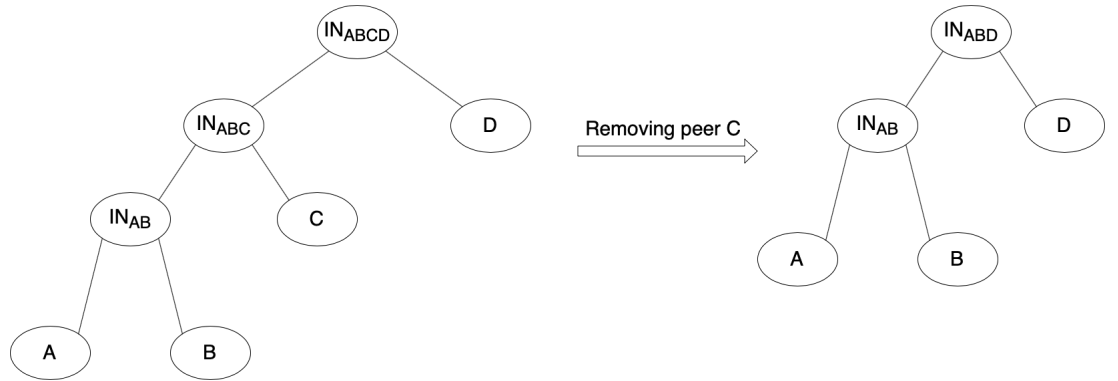 IN_ABCD
IN_ABD
IN_ABC
D
Removing peer C
IN_AB
D
IN_AB
C
A
B
A
B